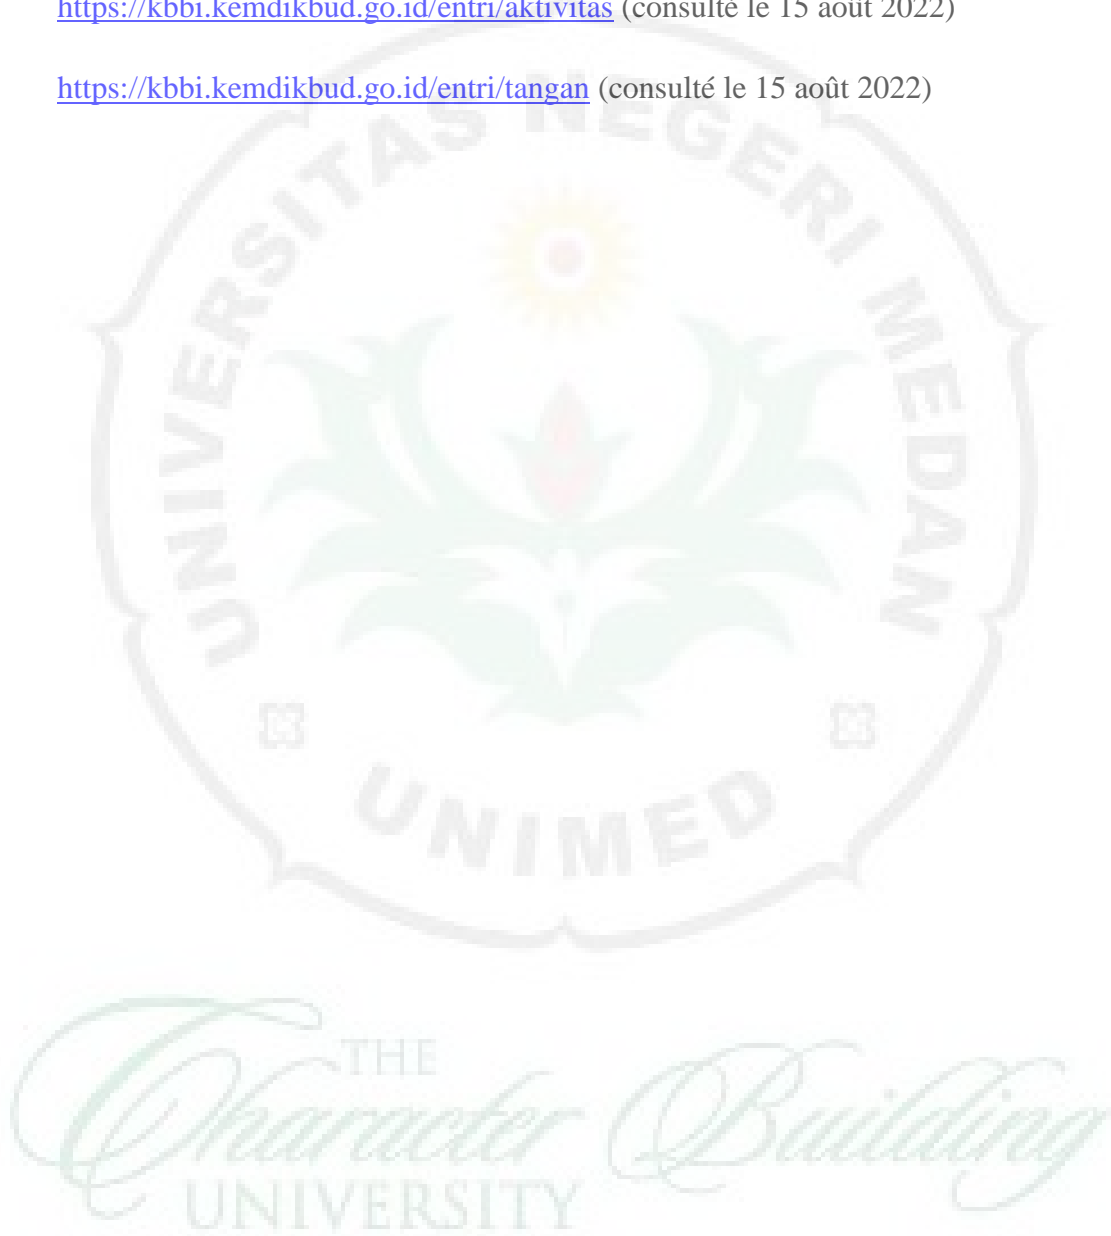 https://kbbi.kemdikbud.go.id/entri/aktivitas (consulté le 15 août 2022)
https://kbbi.kemdikbud.go.id/entri/tangan (consulté le 15 août 2022)
UNIVERSITAS NEGERI MEDAN
UNIMED
THE
Character Building
UNIVERSITY